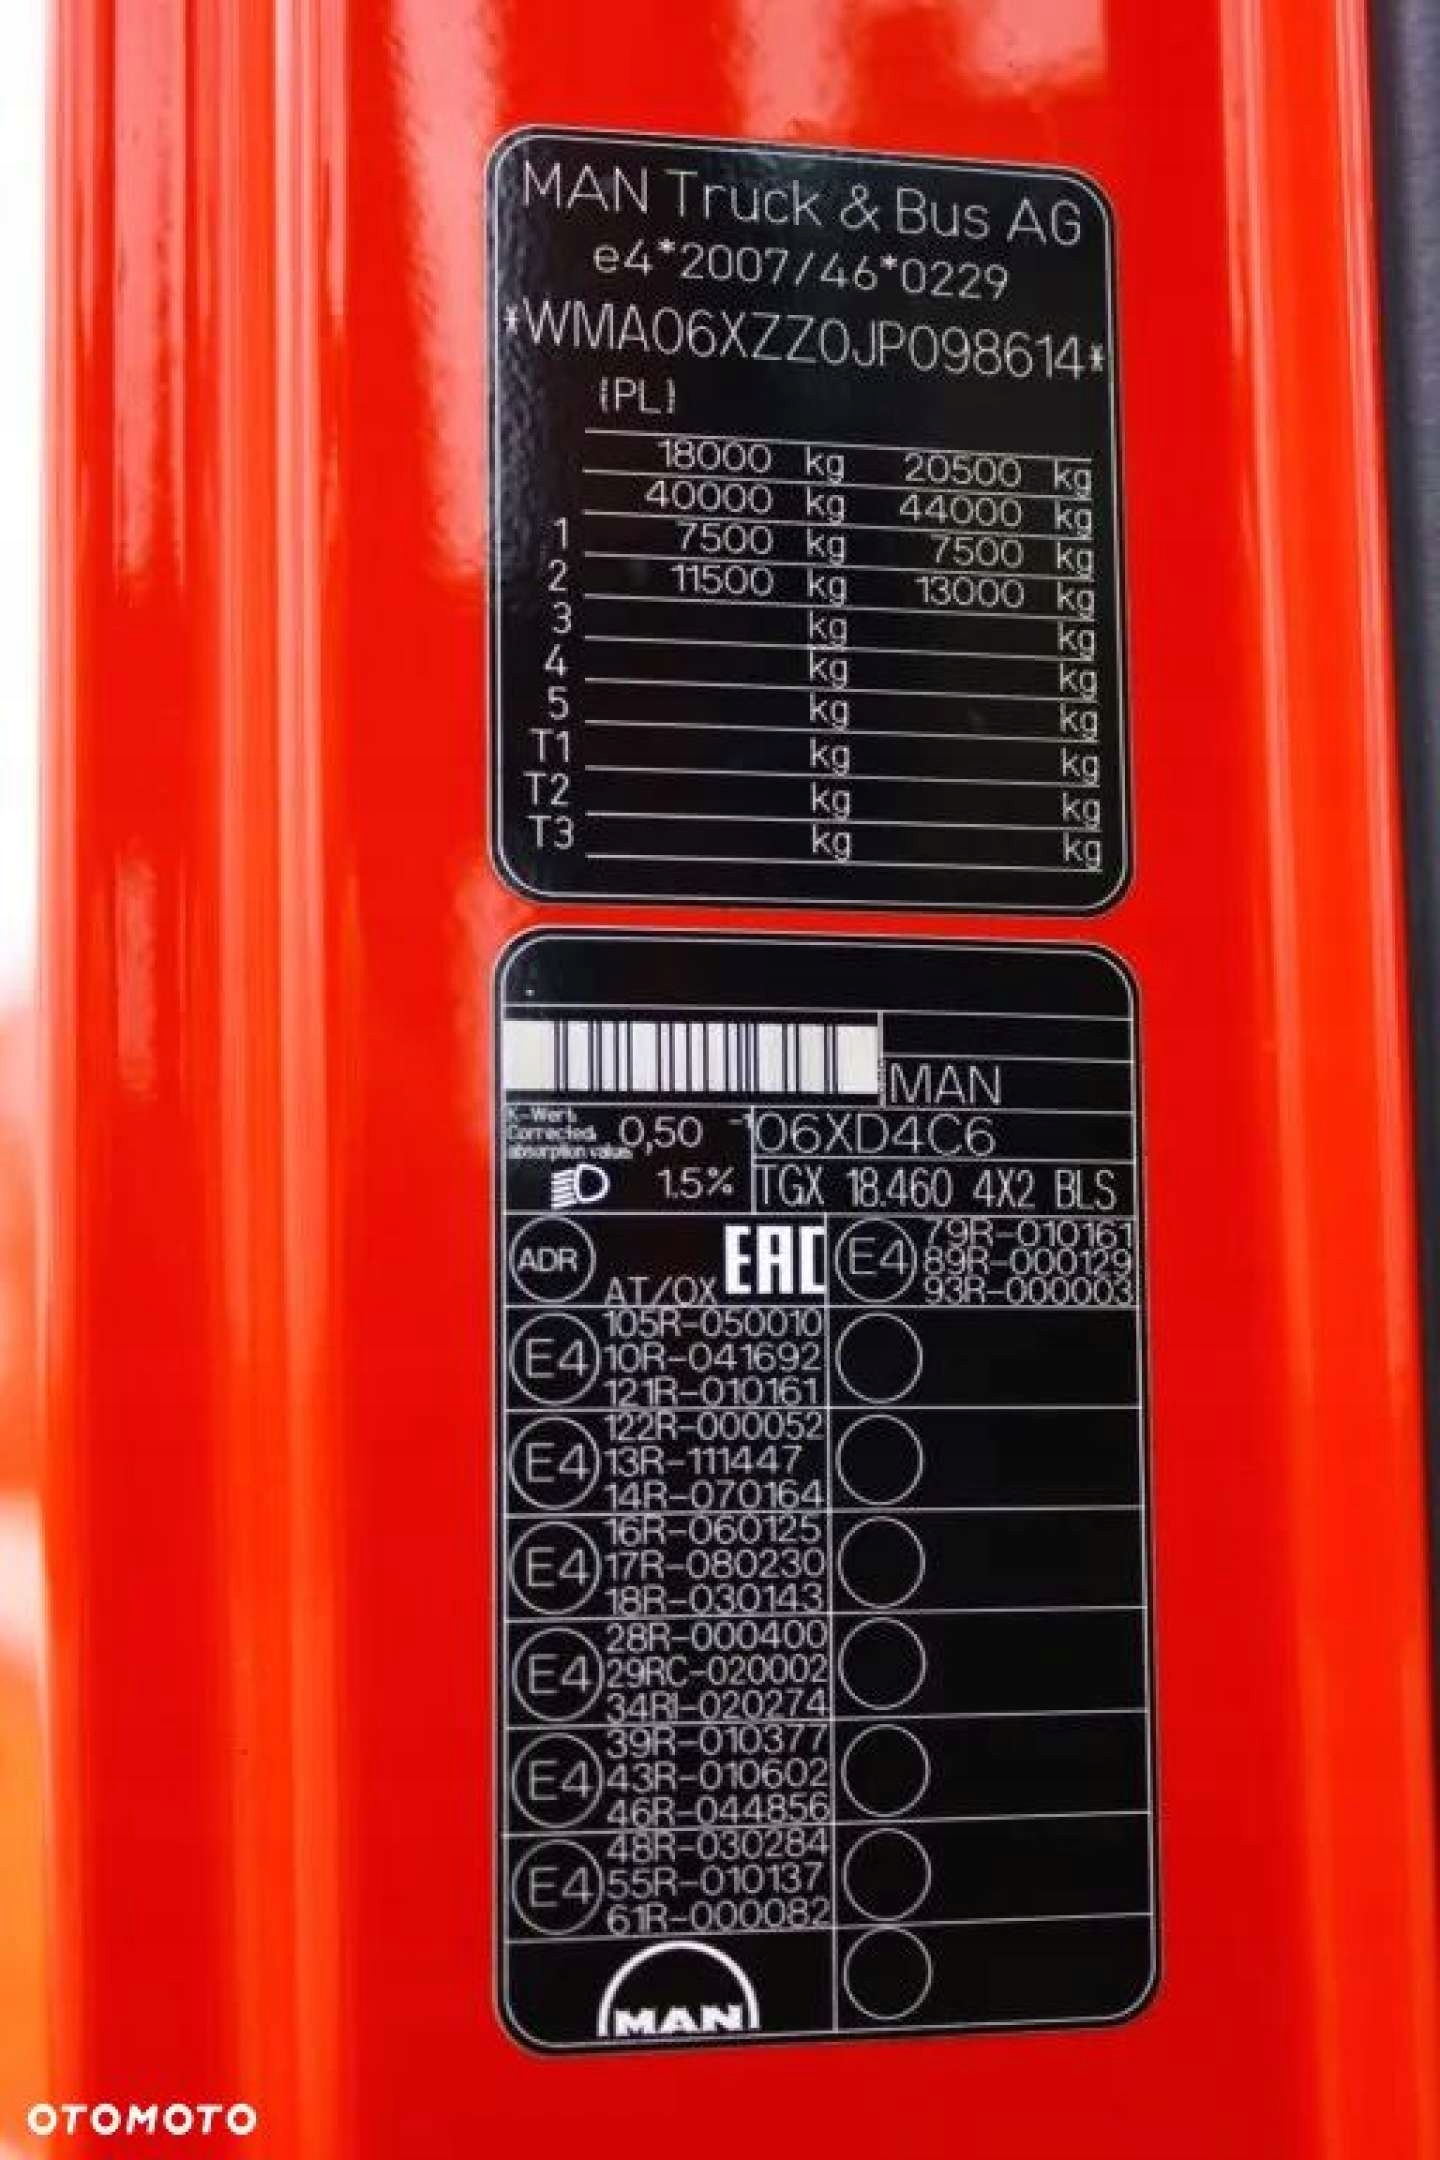 MAN Truck & Bus AG
e4*2007/46*0229
*WMA06XZZ0JP098614*
(PL)
18000 kg 20500 kg
40000 kg 44000 kg
1 7500 kg 7500 kg
2 11500 kg 13000 kg
3 kg kg
4 kg kg
5 kg kg
T1 kg kg
T2 kg kg
T3 kg kg
MAN
K-Wert
Corrected
absorption value
0,50 -1
06XD4C6
1.5%
TGX 18.460 4X2 BLS
ADR AT/OX EAC
E4
79R-010161
89R-000129
93R-000003
E4
105R-050010
10R-041692
121R-010161
E4
122R-000052
13R-111447
14R-070164
E4
16R-060125
17R-080230
18R-030143
E4
28R-000400
29RC-020002
34RI-020274
E4
39R-010377
43R-010602
46R-044856
E4
48R-030284
55R-010137
61R-000082
MAN
OTOMOTO